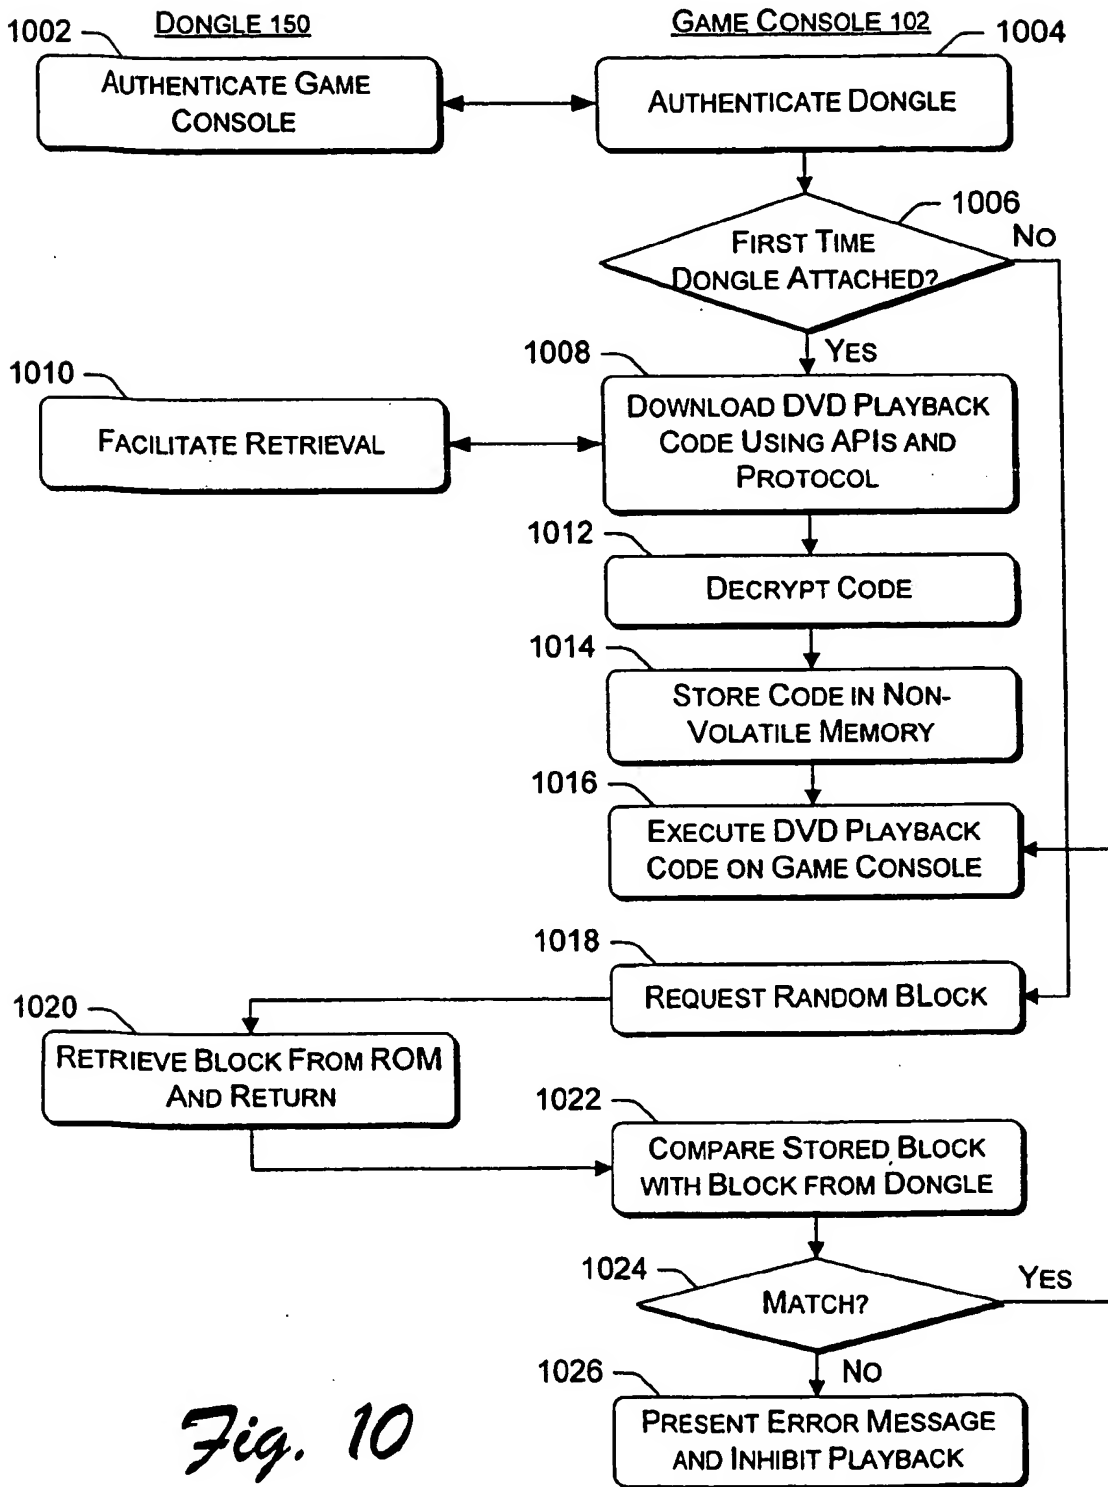 DONGLE 150
GAME CONSOLE 102
1002
1004
AUTHENTICATE GAME
CONSOLE
AUTHENTICATE DONGLE
1006
FIRST TIME
DONGLE ATTACHED?
NO
YES
1008
1010
DOWNLOAD DVD PLAYBACK
CODE USING APIS AND
PROTOCOL
FACILITATE RETRIEVAL
1012
DECRYPT CODE
1014
STORE CODE IN NON-
VOLATILE MEMORY
1016
EXECUTE DVD PLAYBACK
CODE ON GAME CONSOLE
1018
REQUEST RANDOM BLOCK
1020
RETRIEVE BLOCK FROM ROM
AND RETURN
1022
COMPARE STORED BLOCK
WITH BLOCK FROM DONGLE
1024
MATCH?
YES
NO
1026
PRESENT ERROR MESSAGE
AND INHIBIT PLAYBACK
Fig. 10